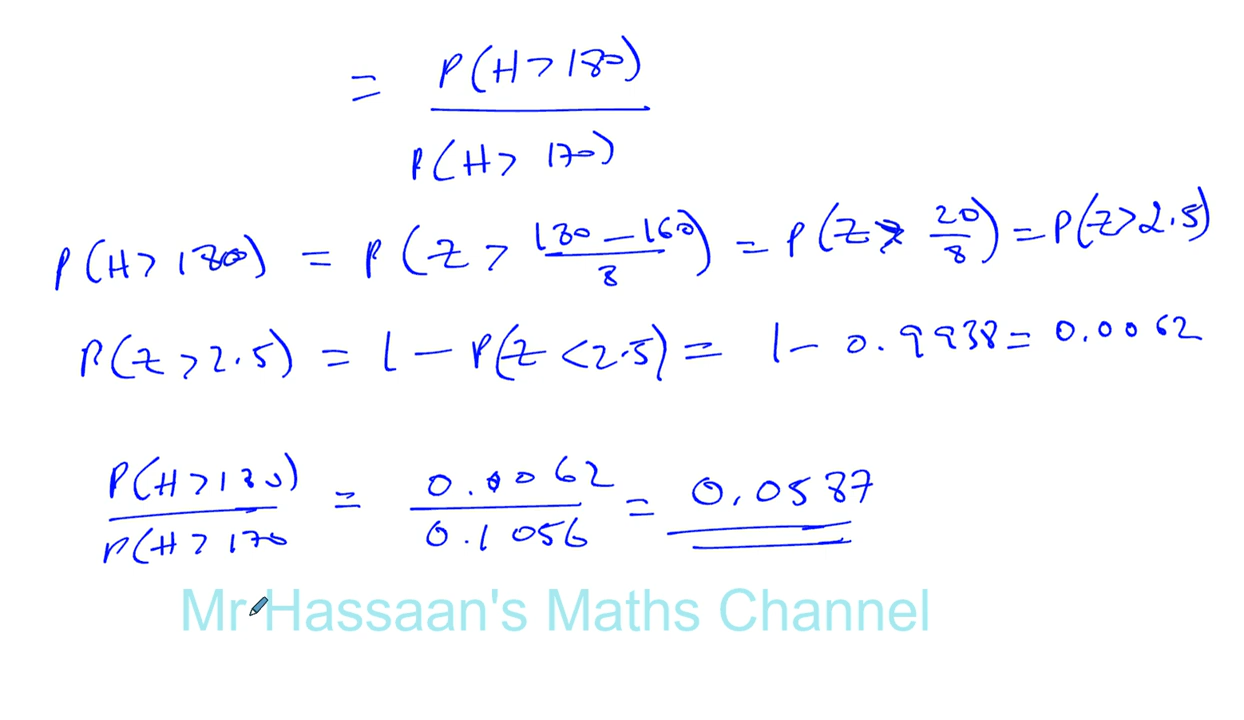 = P(H > 180)
P(H > 170)
P(H > 180) = P(Z > 180 - 160 / 8) = P(Z > 20/8) = P(Z > 2.5)
P(Z > 2.5) = 1 - P(Z < 2.5) = 1 - 0.9938 = 0.0062
P(H > 180) / P(H > 170 = 0.0062 / 0.1056 = 0.0587
Mr Hassaan's Maths Channel